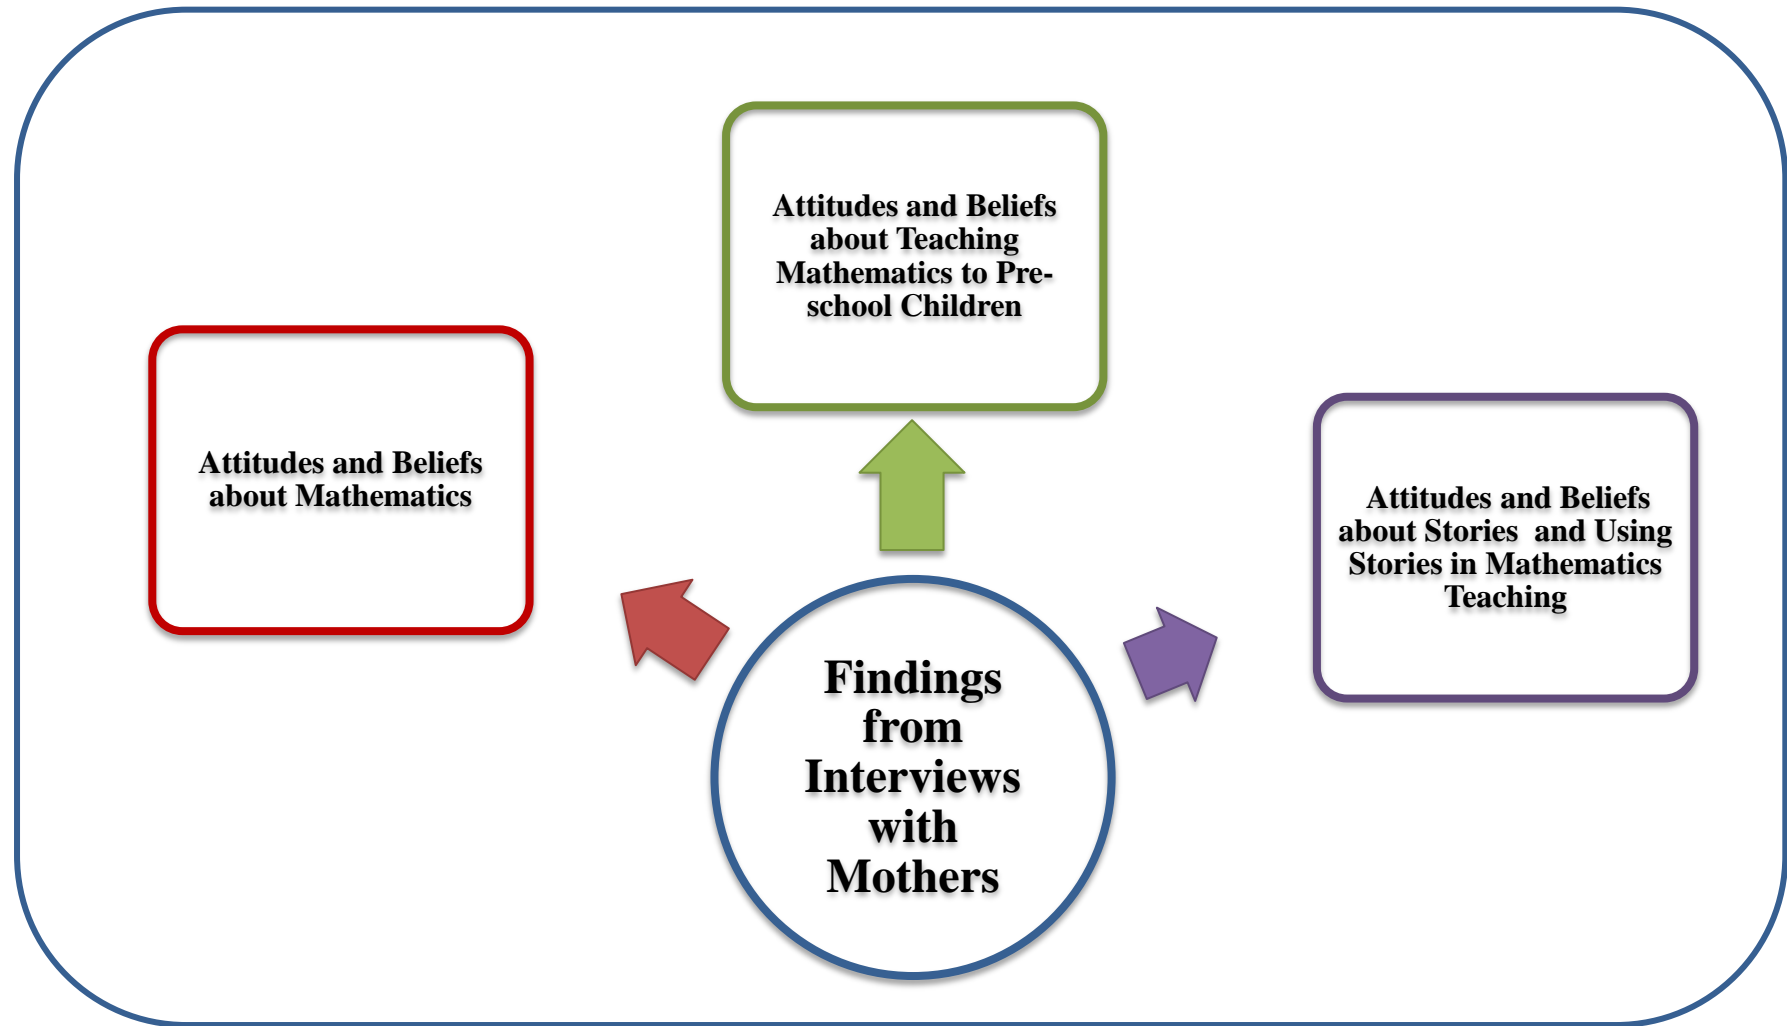 Attitudes and Beliefs
about Teaching
Mathematics to Pre-
school Children
Attitudes and Beliefs
about Mathematics
Attitudes and Beliefs
about Stories  and Using
Stories in Mathematics
Teaching
Findings
from
Interviews
with
Mothers